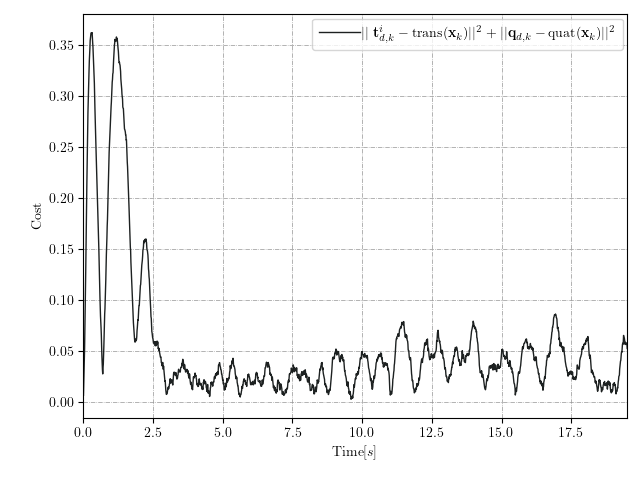 || t^i_{d,k} − trans(x_k)||² + ||q_{d,k} − quat(x_k)||²
0.35
0.30
0.25
0.20
0.15
0.10
0.05
0.00
Cost
0.0 2.5 5.0 7.5 10.0 12.5 15.0 17.5
Time[s]